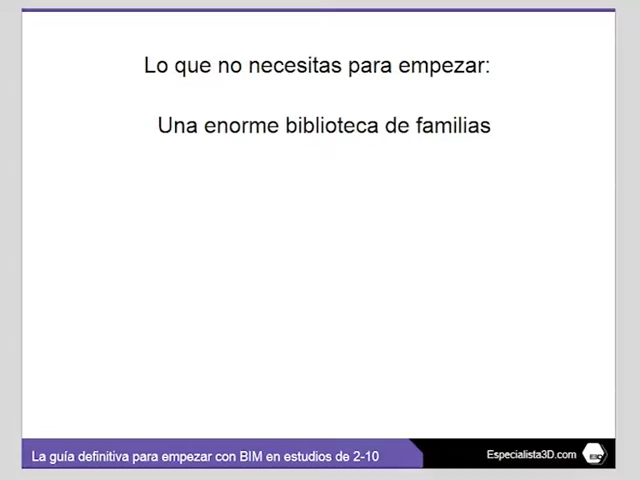 Lo que no necesitas para empezar:
Una enorme biblioteca de familias
La guía definitiva para empezar con BIM en estudios de 2-10
Especialista3D.com